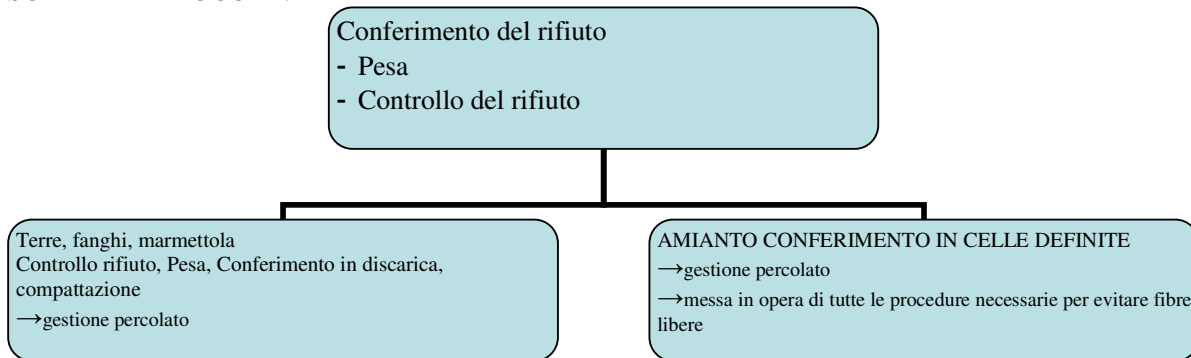 Conferimento del rifiuto
- Pesa
- Controllo del rifiuto
Terre, fanghi, marmettola
Controllo rifiuto, Pesa, Conferimento in discarica,
compattazione
→gestione percolato
AMIANTO CONFERIMENTO IN CELLE DEFINITE
→gestione percolato
→messa in opera di tutte le procedure necessarie per evitare fibre
libere